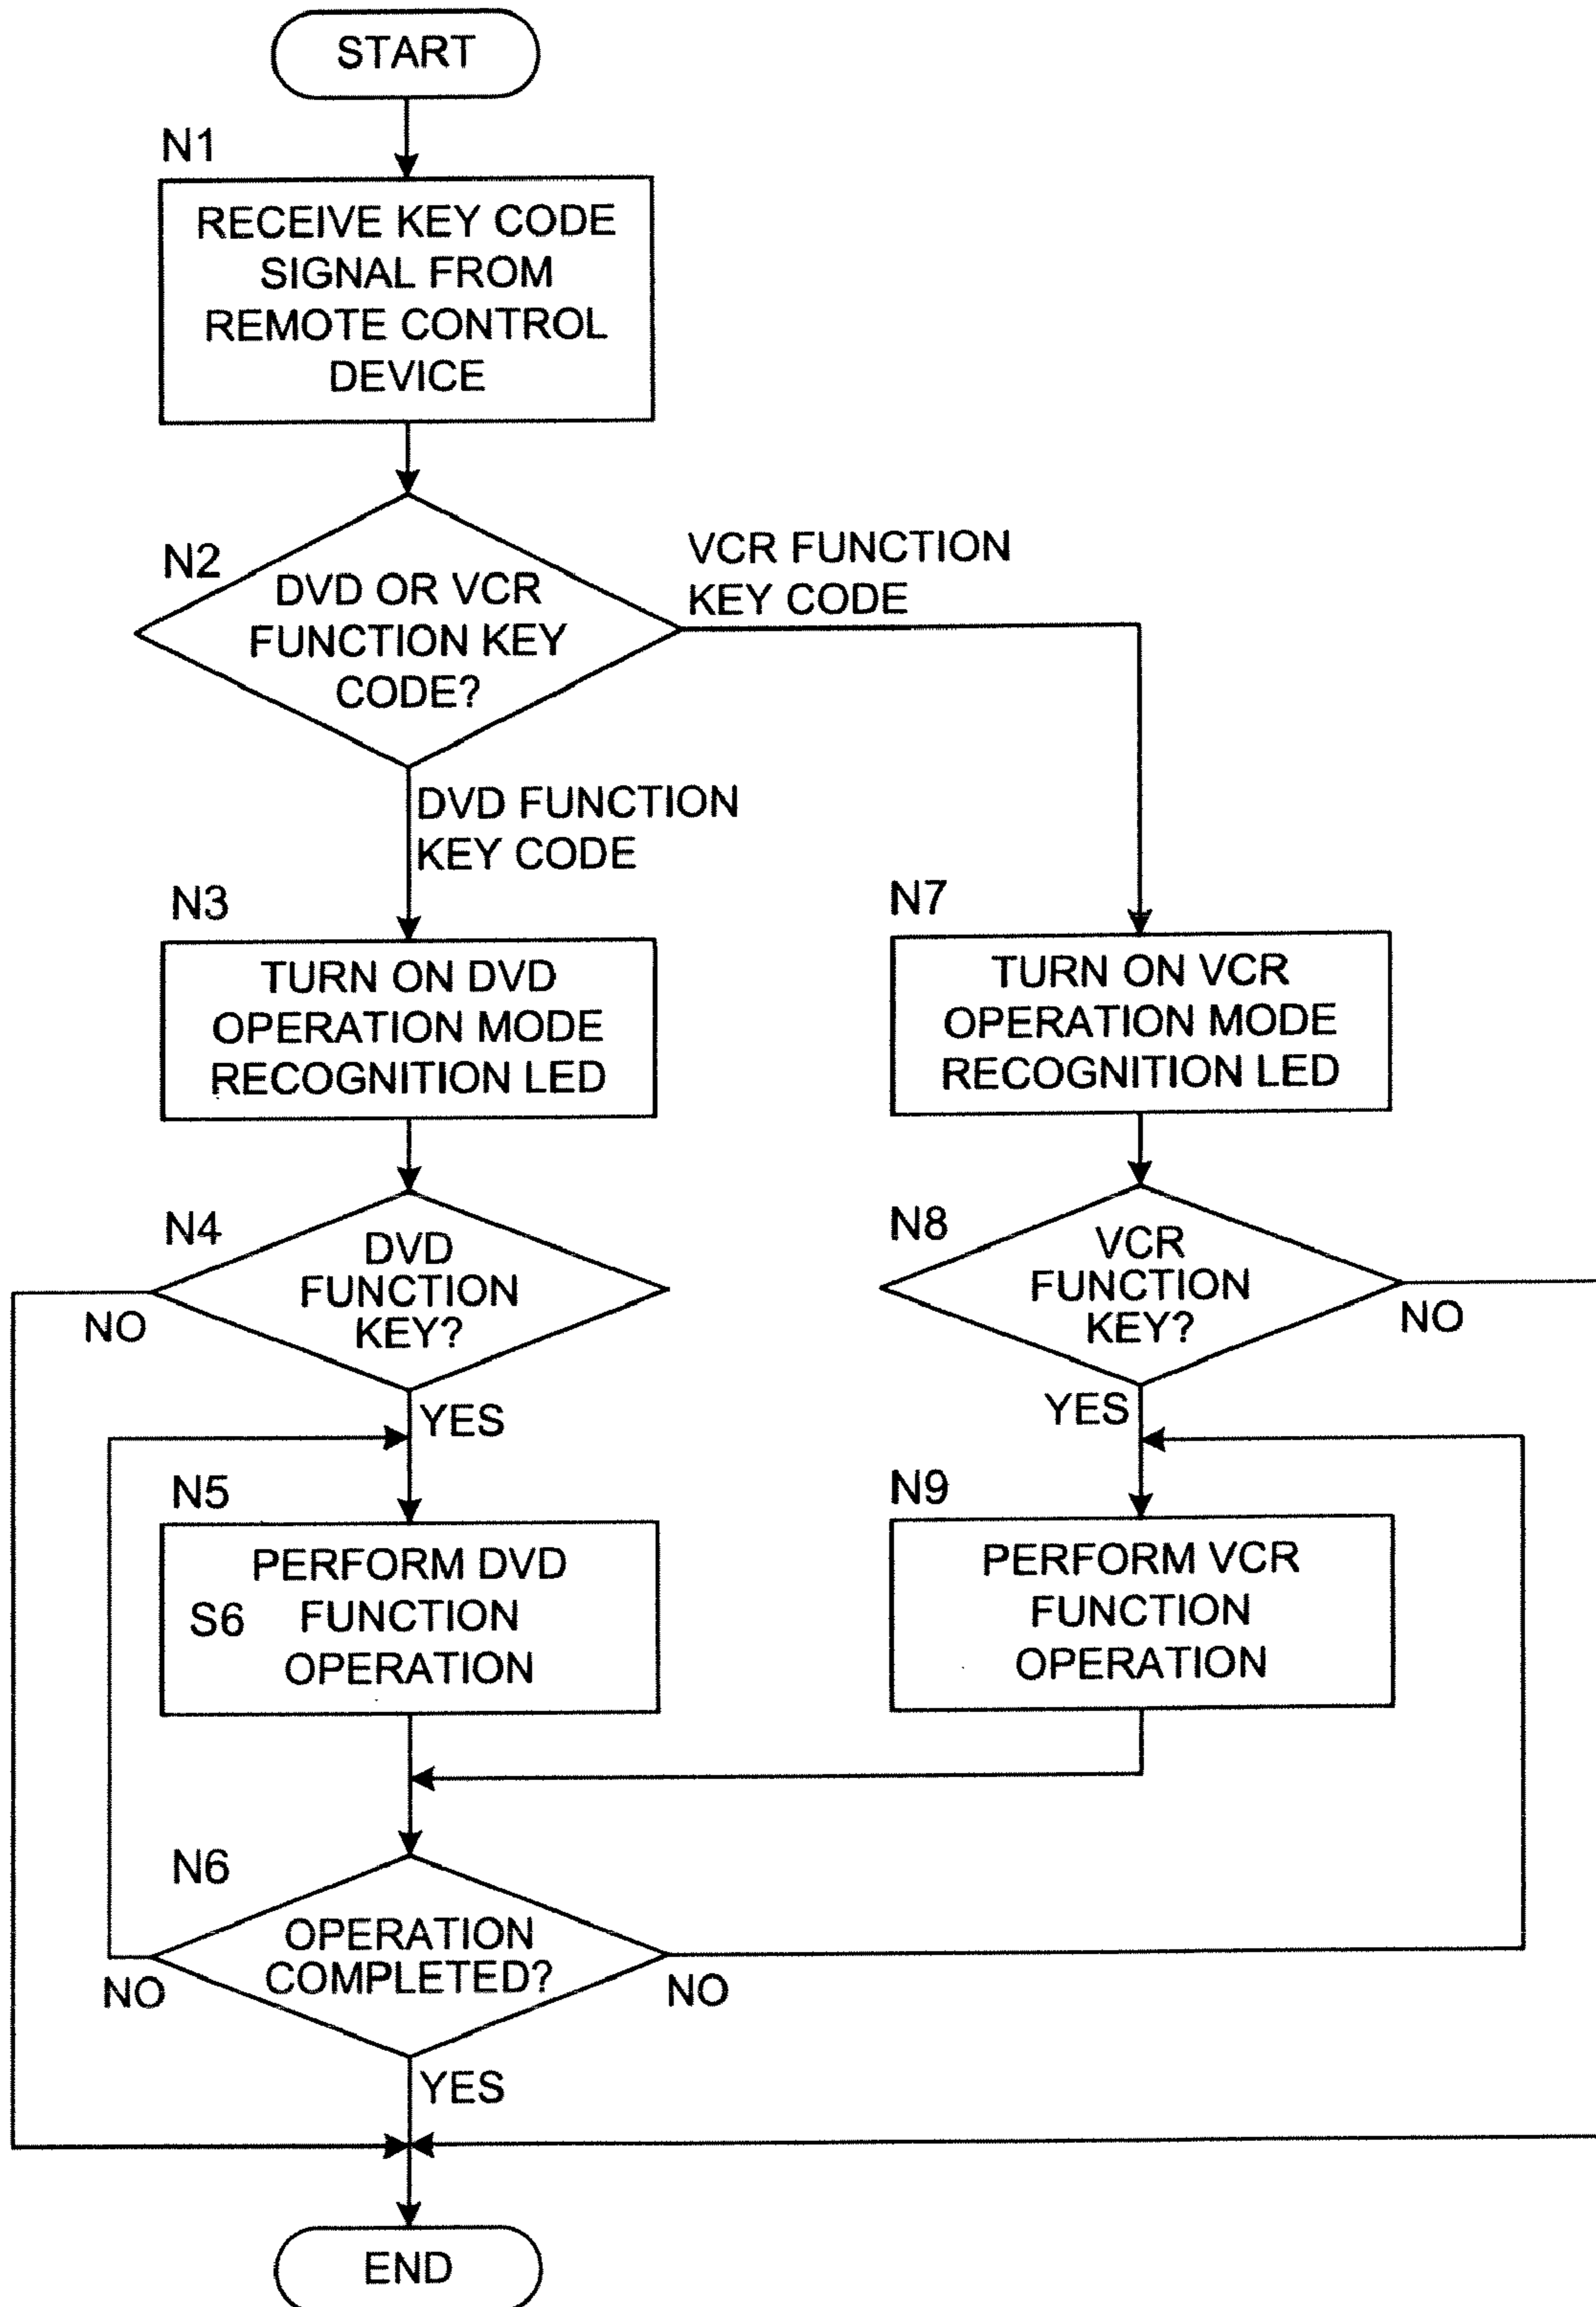 START
N1
RECEIVE KEY CODE
SIGNAL FROM
REMOTE CONTROL
DEVICE
N2
DVD OR VCR
FUNCTION KEY
CODE?
VCR FUNCTION
KEY CODE
DVD FUNCTION
KEY CODE
N3
TURN ON DVD
OPERATION MODE
RECOGNITION LED
N7
TURN ON VCR
OPERATION MODE
RECOGNITION LED
N4
DVD
FUNCTION
KEY?
NO
YES
N8
VCR
FUNCTION
KEY?
NO
YES
N5
PERFORM DVD
S6 FUNCTION
OPERATION
N9
PERFORM VCR
FUNCTION
OPERATION
N6
OPERATION
COMPLETED?
NO
NO
YES
END